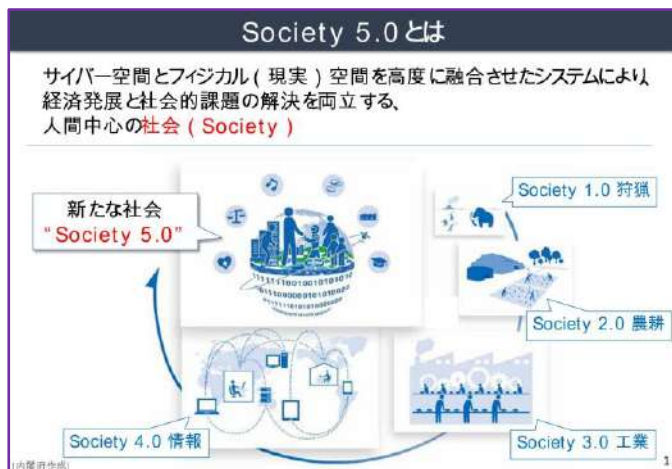 Society 5.0とは
サイバー空間とフィジカル(現実)空間を高度に融合させたシステムにより、
経済発展と社会的課題の解決を両立する、
人間中心の社会(Society)
新たな社会
“Society 5.0”
Society 1.0 狩猟
Society 2.0 農耕
Society 3.0 工業
Society 4.0 情報
[内閣府作成]
1